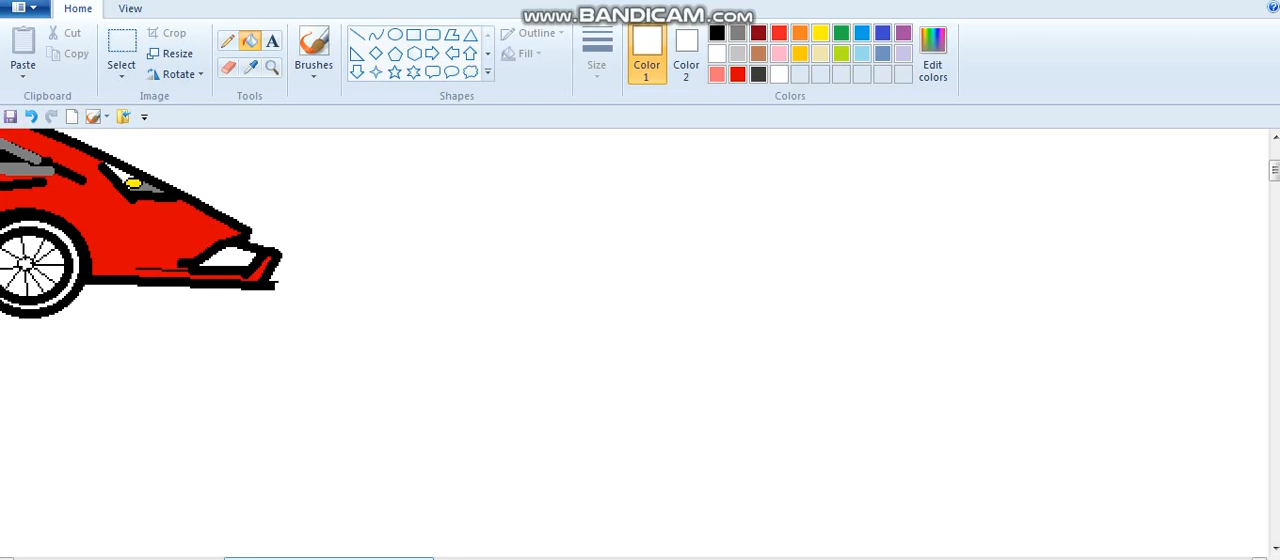 Home View
www.BANDICAM.com
Paste
Cut
Copy
Clipboard
Select
Crop
Resize
Rotate
Image
A
Tools
Brushes
Outline
Fill
Shapes
Size
Color 1
Color 2
Edit colors
Colors